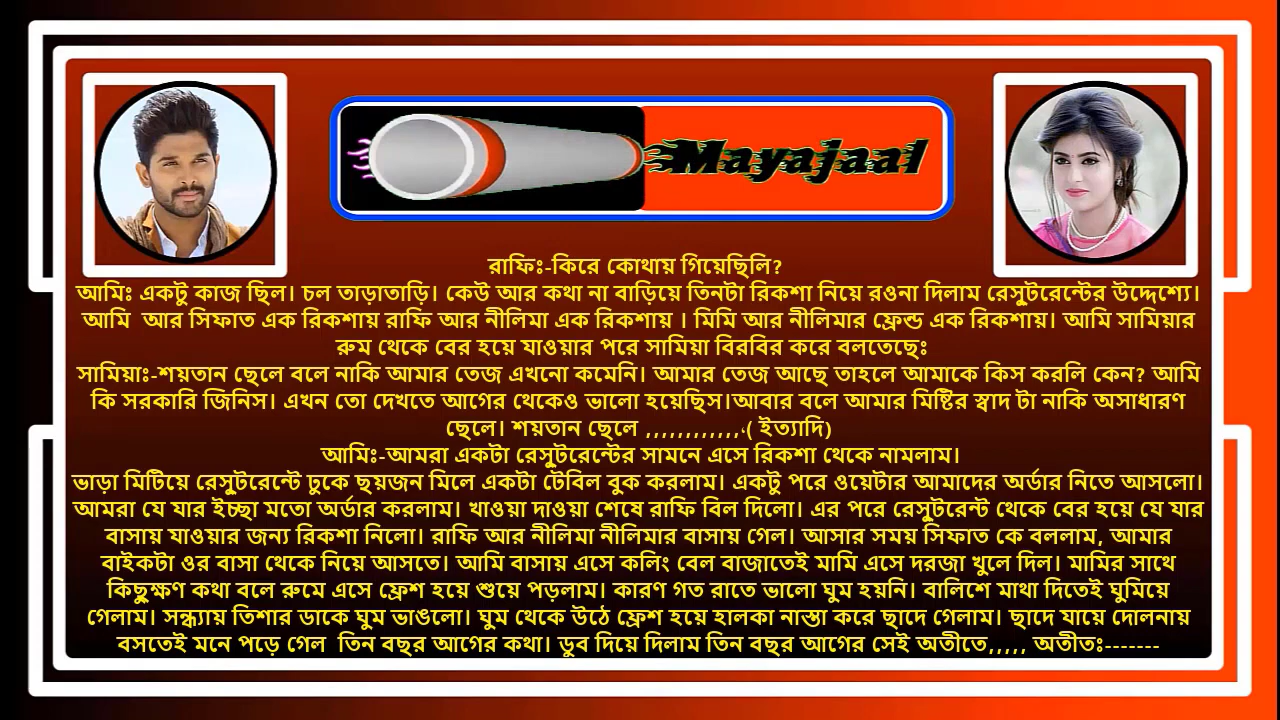 Mayajaal
রাফিঃ-কিরে কোথায় গিয়েছিলি?
আমিঃ একটু কাজ ছিল। চল তাড়াতাড়ি। কেউ আর কথা না বাড়িয়ে তিনটা রিকশা নিয়ে রওনা দিলাম রেস্টুরেন্টের উদ্দেশ্যে।
আমি আর সিফাত এক রিকশায় রাফি আর নীলিমা এক রিকশায় । মিমি আর নীলিমার ফ্রেন্ড এক রিকশায়। আমি সামিয়ার
রুম থেকে বের হয়ে যাওয়ার পরে সামিয়া বিরবির করে বলতেছেঃ
সামিয়াঃ-শয়তান ছেলে বলে নাকি আমার তেজ এখনো কমেনি। আমার তেজ আছে তাহলে আমাকে কিস করলি কেন? আমি
কি সরকারি জিনিস। এখন তো দেখতে আগের থেকেও ভালো হয়েছিস।আবার বলে আমার মিষ্টির স্বাদ টা নাকি অসাধারণ
ছেলে। শয়তান ছেলে ,,,,,,,,,,,,،( ইত্যাদি)
আমিঃ-আমরা একটা রেস্টুরেন্টের সামনে এসে রিকশা থেকে নামলাম।
ভাড়া মিটিয়ে রেস্টুরেন্টে ঢুকে ছয়জন মিলে একটা টেবিল বুক করলাম। একটু পরে ওয়েটার আমাদের অর্ডার নিতে আসলো।
আমরা যে যার ইচ্ছা মতো অর্ডার করলাম। খাওয়া দাওয়া শেষে রাফি বিল দিলো। এর পরে রেস্টুরেন্ট থেকে বের হয়ে যে যার
বাসায় যাওয়ার জন্য রিকশা নিলো। রাফি আর নীলিমা নীলিমার বাসায় গেল। আসার সময় সিফাত কে বললাম, আমার
বাইকটা ওর বাসা থেকে নিয়ে আসতে। আমি বাসায় এসে কলিং বেল বাজাতেই মামি এসে দরজা খুলে দিল। মামির সাথে
কিছুক্ষণ কথা বলে রুমে এসে ফ্রেশ হয়ে শুয়ে পড়লাম। কারণ গত রাতে ভালো ঘুম হয়নি। বালিশে মাথা দিতেই ঘুমিয়ে
গেলাম। সন্ধ্যায় তিশার ডাকে ঘুম ভাঙলো। ঘুম থেকে উঠে ফ্রেশ হয়ে হালকা নাস্তা করে ছাদে গেলাম। ছাদে যায়ে দোলনায়
বসতেই মনে পড়ে গেল তিন বছর আগের কথা। ডুব দিয়ে দিলাম তিন বছর আগের সেই অতীতে,,,,, অতীতঃ-------